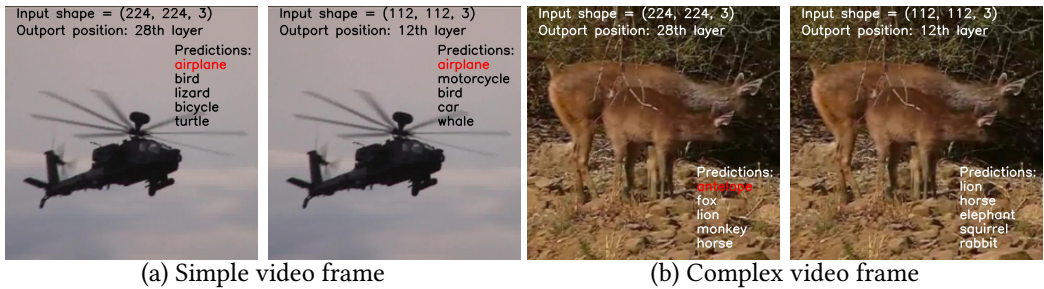 Input shape = (224, 224, 3)
Outport position: 28th layer
Predictions:
airplane
bird
lizard
bicycle
turtle
Input shape = (112, 112, 3)
Outport position: 12th layer
Predictions:
airplane
motorcycle
bird
car
whale
(a) Simple video frame
Input shape = (224, 224, 3)
Outport position: 28th layer
Predictions:
antelope
fox
lion
monkey
horse
Input shape = (112, 112, 3)
Outport position: 12th layer
Predictions:
lion
horse
elephant
squirrel
rabbit
(b) Complex video frame